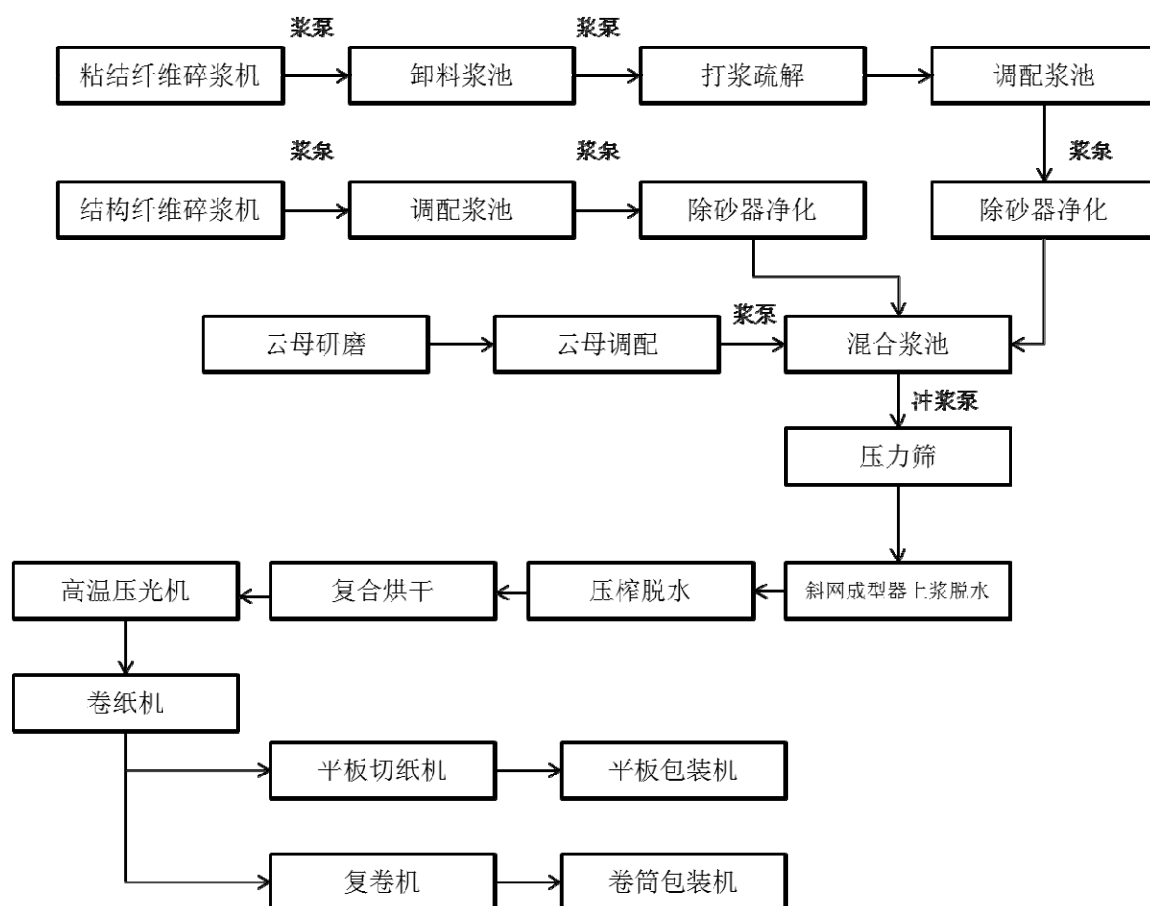 浆泵 浆泵
粘结纤维碎浆机 卸料浆池 打浆疏解 调配浆池
浆泵 浆泵 浆泵
结构纤维碎浆机 调配浆池 除砂器净化 除砂器净化
浆泵
云母研磨 云母调配 混合浆池
冲浆泵
压力筛
高温压光机 复合烘干 压榨脱水 斜网成型器上浆脱水
卷纸机
平板切纸机 平板包装机
复卷机 卷筒包装机